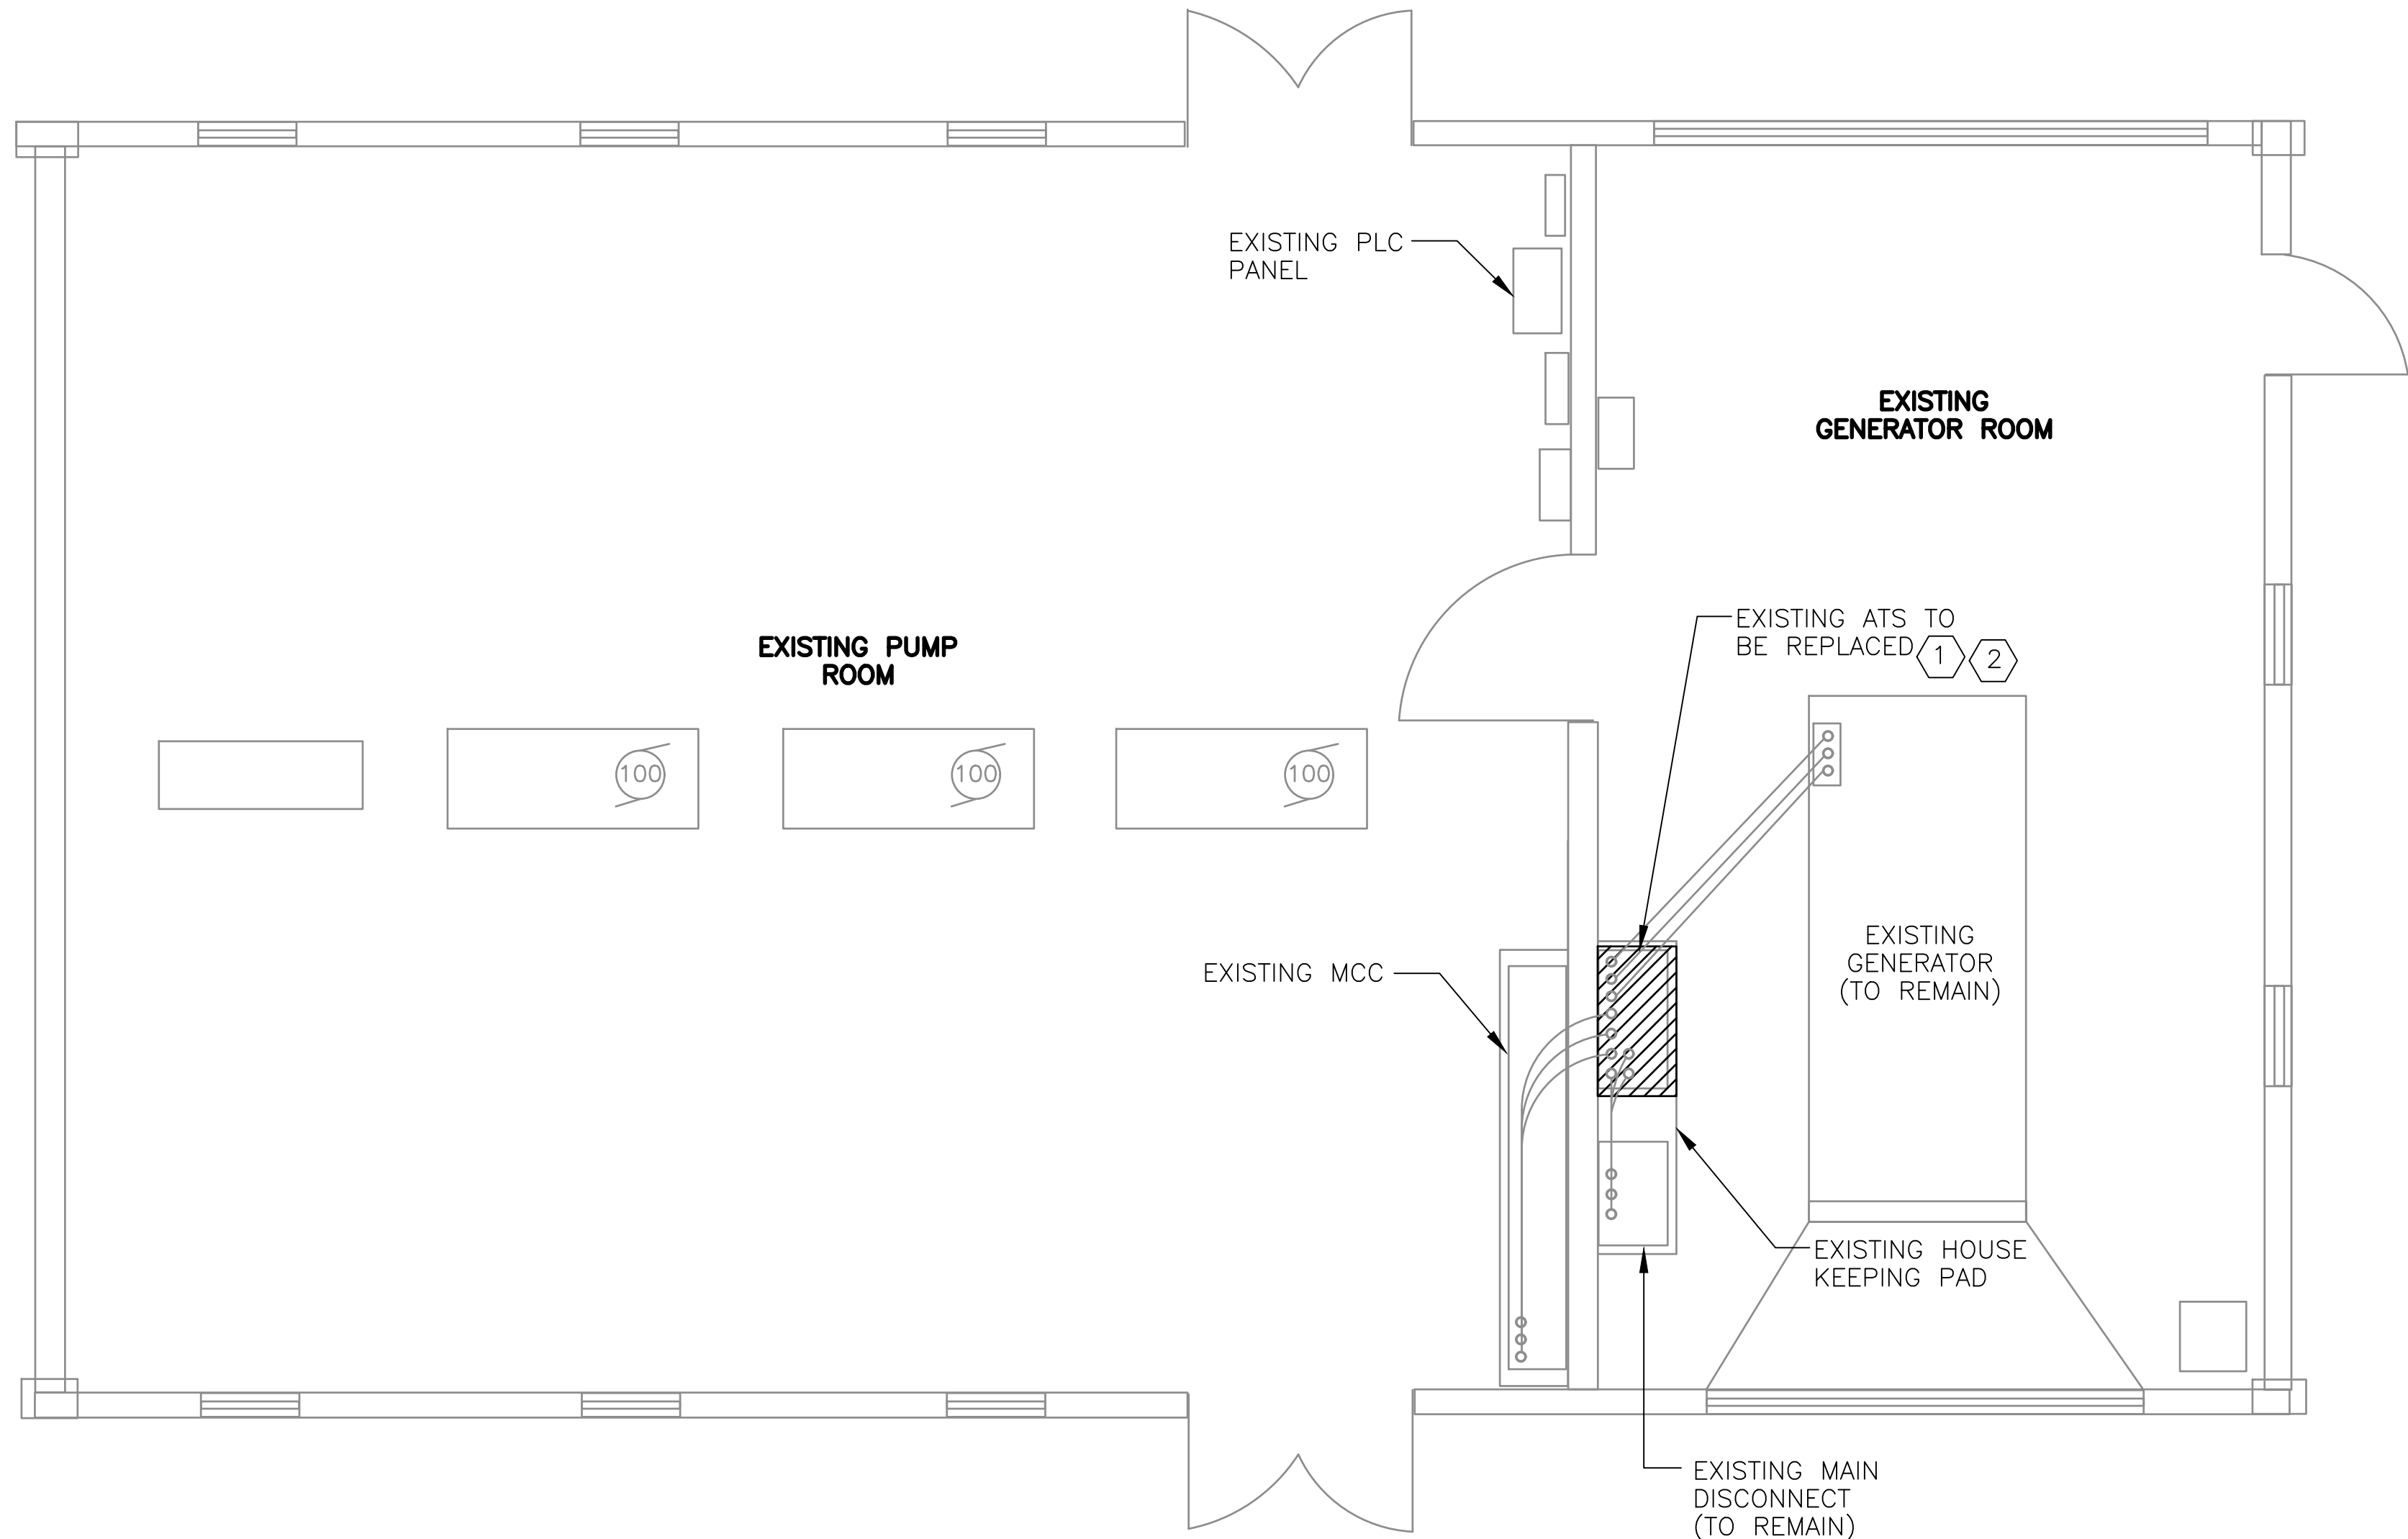 EXISTING PLC
PANEL
EXISTING
GENERATOR ROOM
EXISTING PUMP
ROOM
EXISTING ATS TO
BE REPLACED 1 2
100
100
100
EXISTING
GENERATOR
(TO REMAIN)
EXISTING MCC
EXISTING HOUSE
KEEPING PAD
EXISTING MAIN
DISCONNECT
(TO REMAIN)